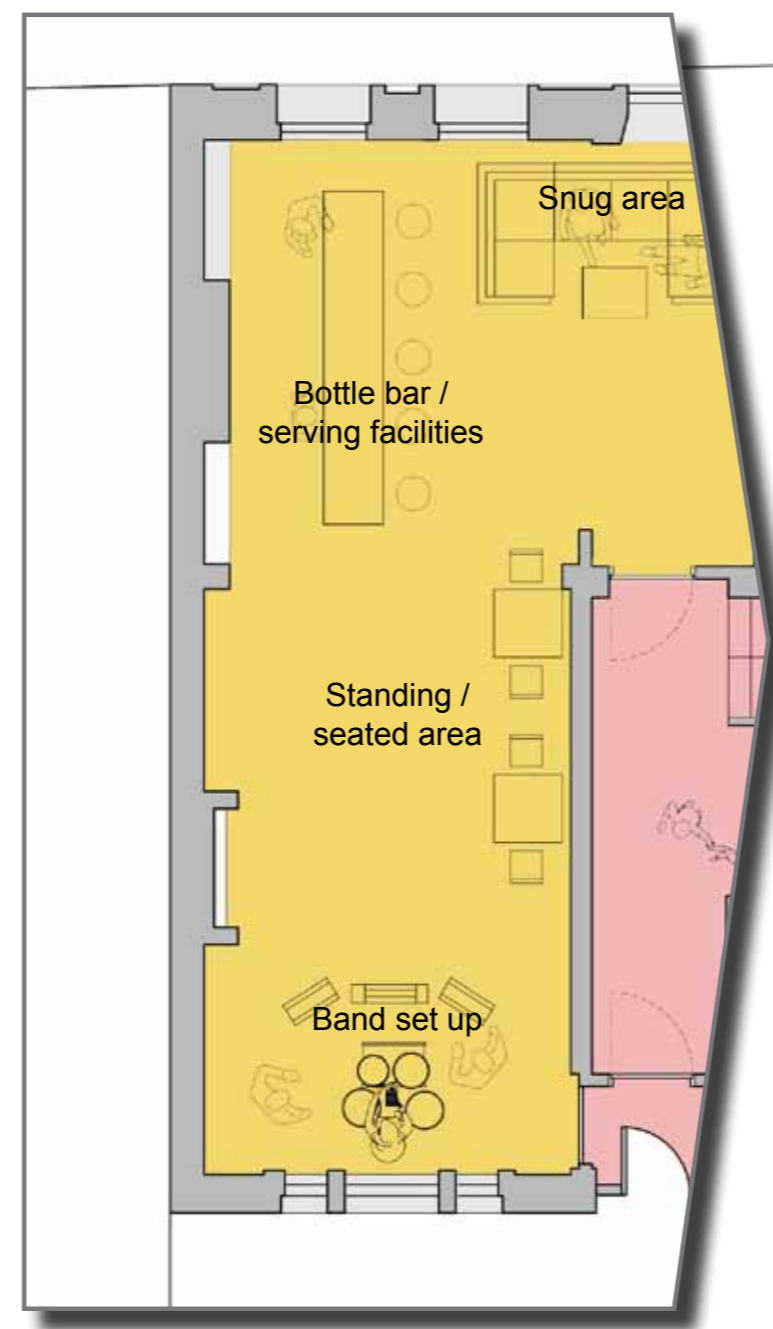 Snug area
Bottle bar /
serving facilities
Standing /
seated area
Band set up